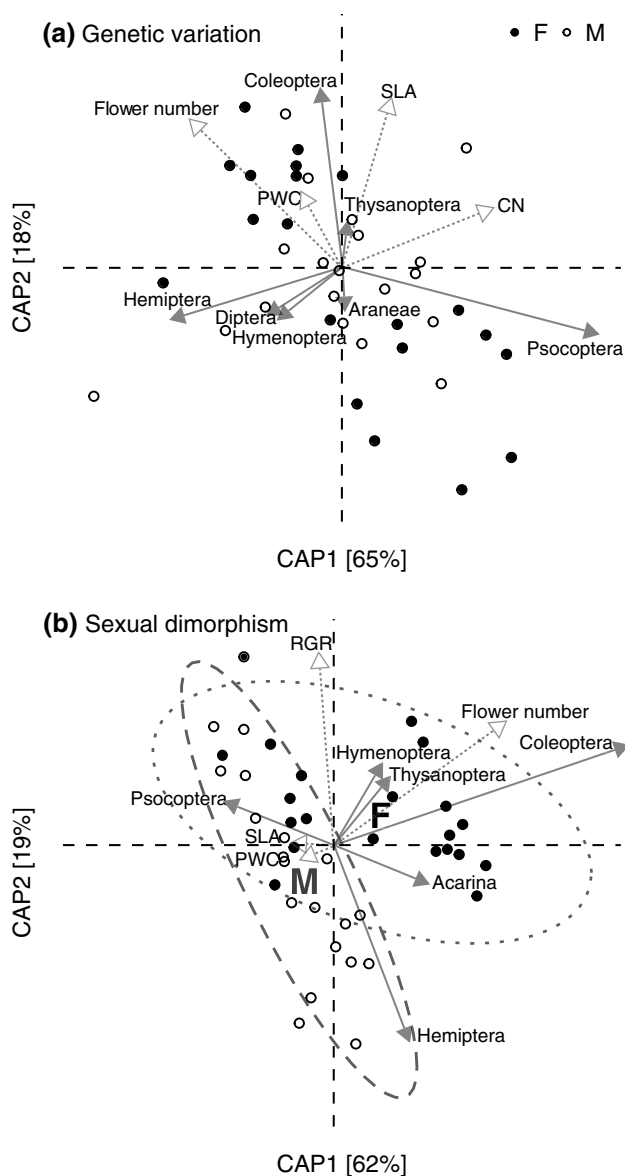 (a) Genetic variation
F M
Coleoptera
SLA
Flower number
PWC
Thysanoptera
CN
CAP2 [18%]
Hemiptera
Diptera
Araneae
Hymenoptera
Psocoptera
CAP1 [65%]
(b) Sexual dimorphism
RGR
Flower number
Coleoptera
Hymenoptera
Thysanoptera
Psocoptera
F
SLA
PWC
CAP2 [19%]
M
Acarina
Hemiptera
CAP1 [62%]